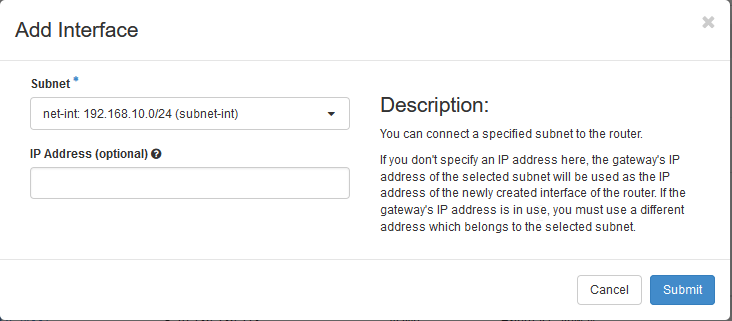 Add Interface
×
Subnet *
net-int: 192.168.10.0/24 (subnet-int)
IP Address (optional)
Description:
You can connect a specified subnet to the router.
If you don't specify an IP address here, the gateway's IP
address of the selected subnet will be used as the IP
address of the newly created interface of the router. If the
gateway's IP address is in use, you must use a different
address which belongs to the selected subnet.
Cancel
Submit